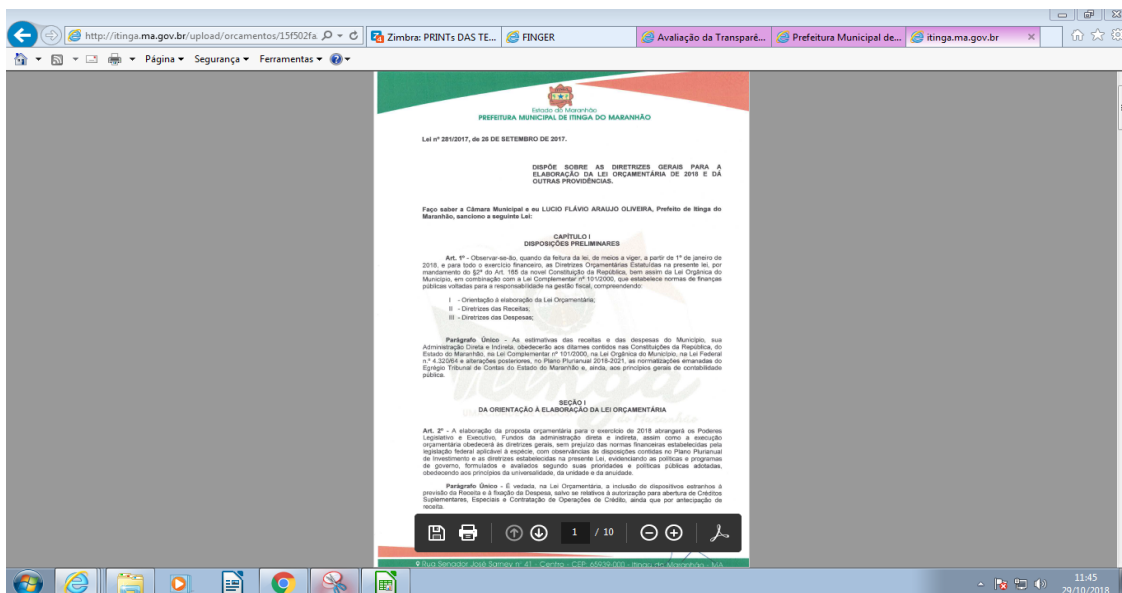 http://itinga.ma.gov.br/upload/orcamentos/15f502fa.
Zimbra: PRINTs DAS TE...
FINGER
Avaliação da Transparê...
Prefeitura Municipal de...
itinga.ma.gov.br
Página
Segurança
Ferramentas
Estado do Maranhão
PREFEITURA MUNICIPAL DE ITINGA DO MARANHÃO
Lei nº 281/2017, de 26 DE SETEMBRO DE 2017.
DISPÕE SOBRE AS DIRETRIZES GERAIS PARA A
ELABORAÇÃO DA LEI ORÇAMENTÁRIA DE 2018 E DÁ
OUTRAS PROVIDÊNCIAS.
Faço saber a Câmara Municipal e eu LUCIO FLÁVIO ARAUJO OLIVEIRA, Prefeito de Itinga do
Maranhão, sanciono a seguinte Lei:
CAPÍTULO I
DISPOSIÇÕES PRELIMINARES
Art. 1º - Observar-se-ão, quando da feitura da lei, de meios a viger, a partir de 1º de janeiro de
2018, e para todo o exercício financeiro, as Diretrizes Orçamentárias Estatuídas na presente lei, por
mandamento do §2º do Art. 165 da novel Constituição da República, bem assim da Lei Orgânica do
Município, em combinação com a Lei Complementar nº 101/2000, que estabelece normas de finanças
públicas voltadas para a responsabilidade na gestão fiscal, compreendendo:
I - Orientação à elaboração da Lei Orçamentária;
II - Diretrizes das Receitas;
III - Diretrizes das Despesas;
Parágrafo Único - As estimativas das receitas e das despesas do Município, sua
Administração Direta e Indireta, obedecerão aos ditames contidos nas Constituições da República, do
Estado do Maranhão, na Lei Complementar nº 101/2000, na Lei Orgânica do Município, na Lei Federal
n.º 4.320/64 e alterações posteriores, no Plano Plurianual 2018-2021, as normatizações emanadas do
Egrégio Tribunal de Contas do Estado do Maranhão e, ainda, aos princípios gerais de contabilidade
pública.
SEÇÃO I
DA ORIENTAÇÃO À ELABORAÇÃO DA LEI ORÇAMENTÁRIA
Art. 2º - A elaboração da proposta orçamentária para o exercício de 2018 abrangerá os Poderes
Legislativo e Executivo, Fundos da administração direta e indireta, assim como a execução
orçamentária obedecerá às diretrizes gerais, sem prejuízo das normas financeiras estabelecidas pela
legislação federal aplicável à espécie, com observâncias às disposições contidas no Plano Plurianual
de Investimento e as diretrizes estabelecidas na presente Lei, evidenciando as políticas e programas
de governo, formulados e avaliados segundo suas prioridades e políticas públicas adotadas,
obedecendo aos princípios da universalidade, da unidade e da anuidade.
Parágrafo Único - É vedada, na Lei Orçamentária, a inclusão de dispositivos estranhos à
previsão da Receita e à fixação da Despesa, salvo se relativos à autorização para abertura de Créditos
Suplementares, Especiais e Contratação de Operações de Crédito, ainda que por antecipação de
receita.
1 / 10
Rua Senador José Sarney nº 41 - Centro - CEP: 65939-000 - Itinga do Maranhão - MA
11:45
29/10/2018